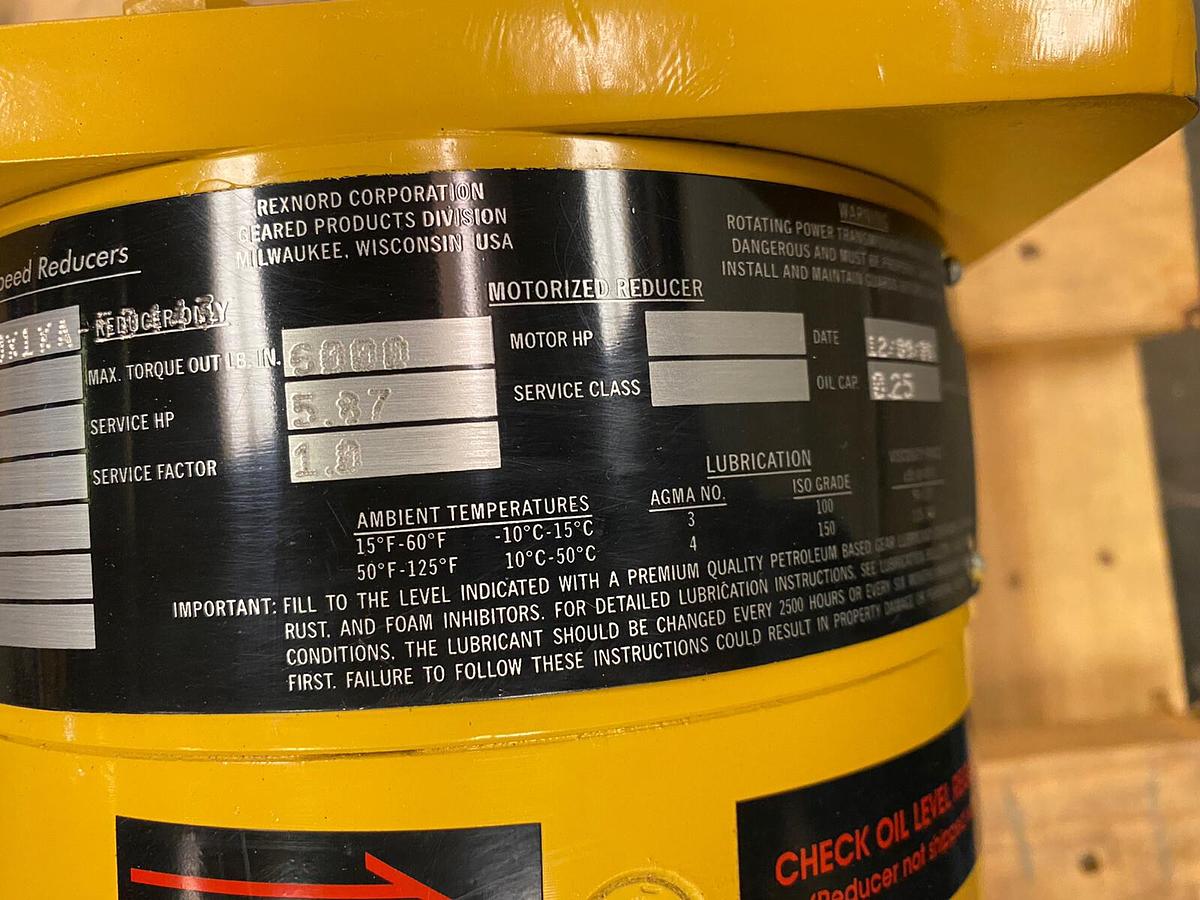 REXNORD CORPORATION
GEARED PRODUCTS DIVISION
MILWAUKEE, WISCONSIN USA
WARNING
ROTATING POWER
DANGEROUS AND MUST BE
INSTALL AND MAINTAIN
Reducers
MOTORIZED REDUCER
REDUCER ONLY
MAX. TORQUE OUT LB. IN. 6000
SERVICE HP 5.87
SERVICE FACTOR 1.0
MOTOR HP
DATE
SERVICE CLASS
OIL CAP. 0.25
LUBRICATION
AMBIENT TEMPERATURES AGMA NO. ISO GRADE
15°F-60°F -10°C-15°C 3 100
50°F-125°F 10°C-50°C 4 150
IMPORTANT: FILL TO THE LEVEL INDICATED WITH A PREMIUM QUALITY PETROLEUM BASED GEAR
RUST. AND FOAM INHIBITORS. FOR DETAILED LUBRICATION INSTRUCTIONS, SEE
CONDITIONS, THE LUBRICANT SHOULD BE CHANGED EVERY 2500 HOURS OR EVERY SIX
FIRST. FAILURE TO FOLLOW THESE INSTRUCTIONS COULD RESULT IN PROPERTY DAMAGE
CHECK OIL LEVEL
(Reducer not shipped